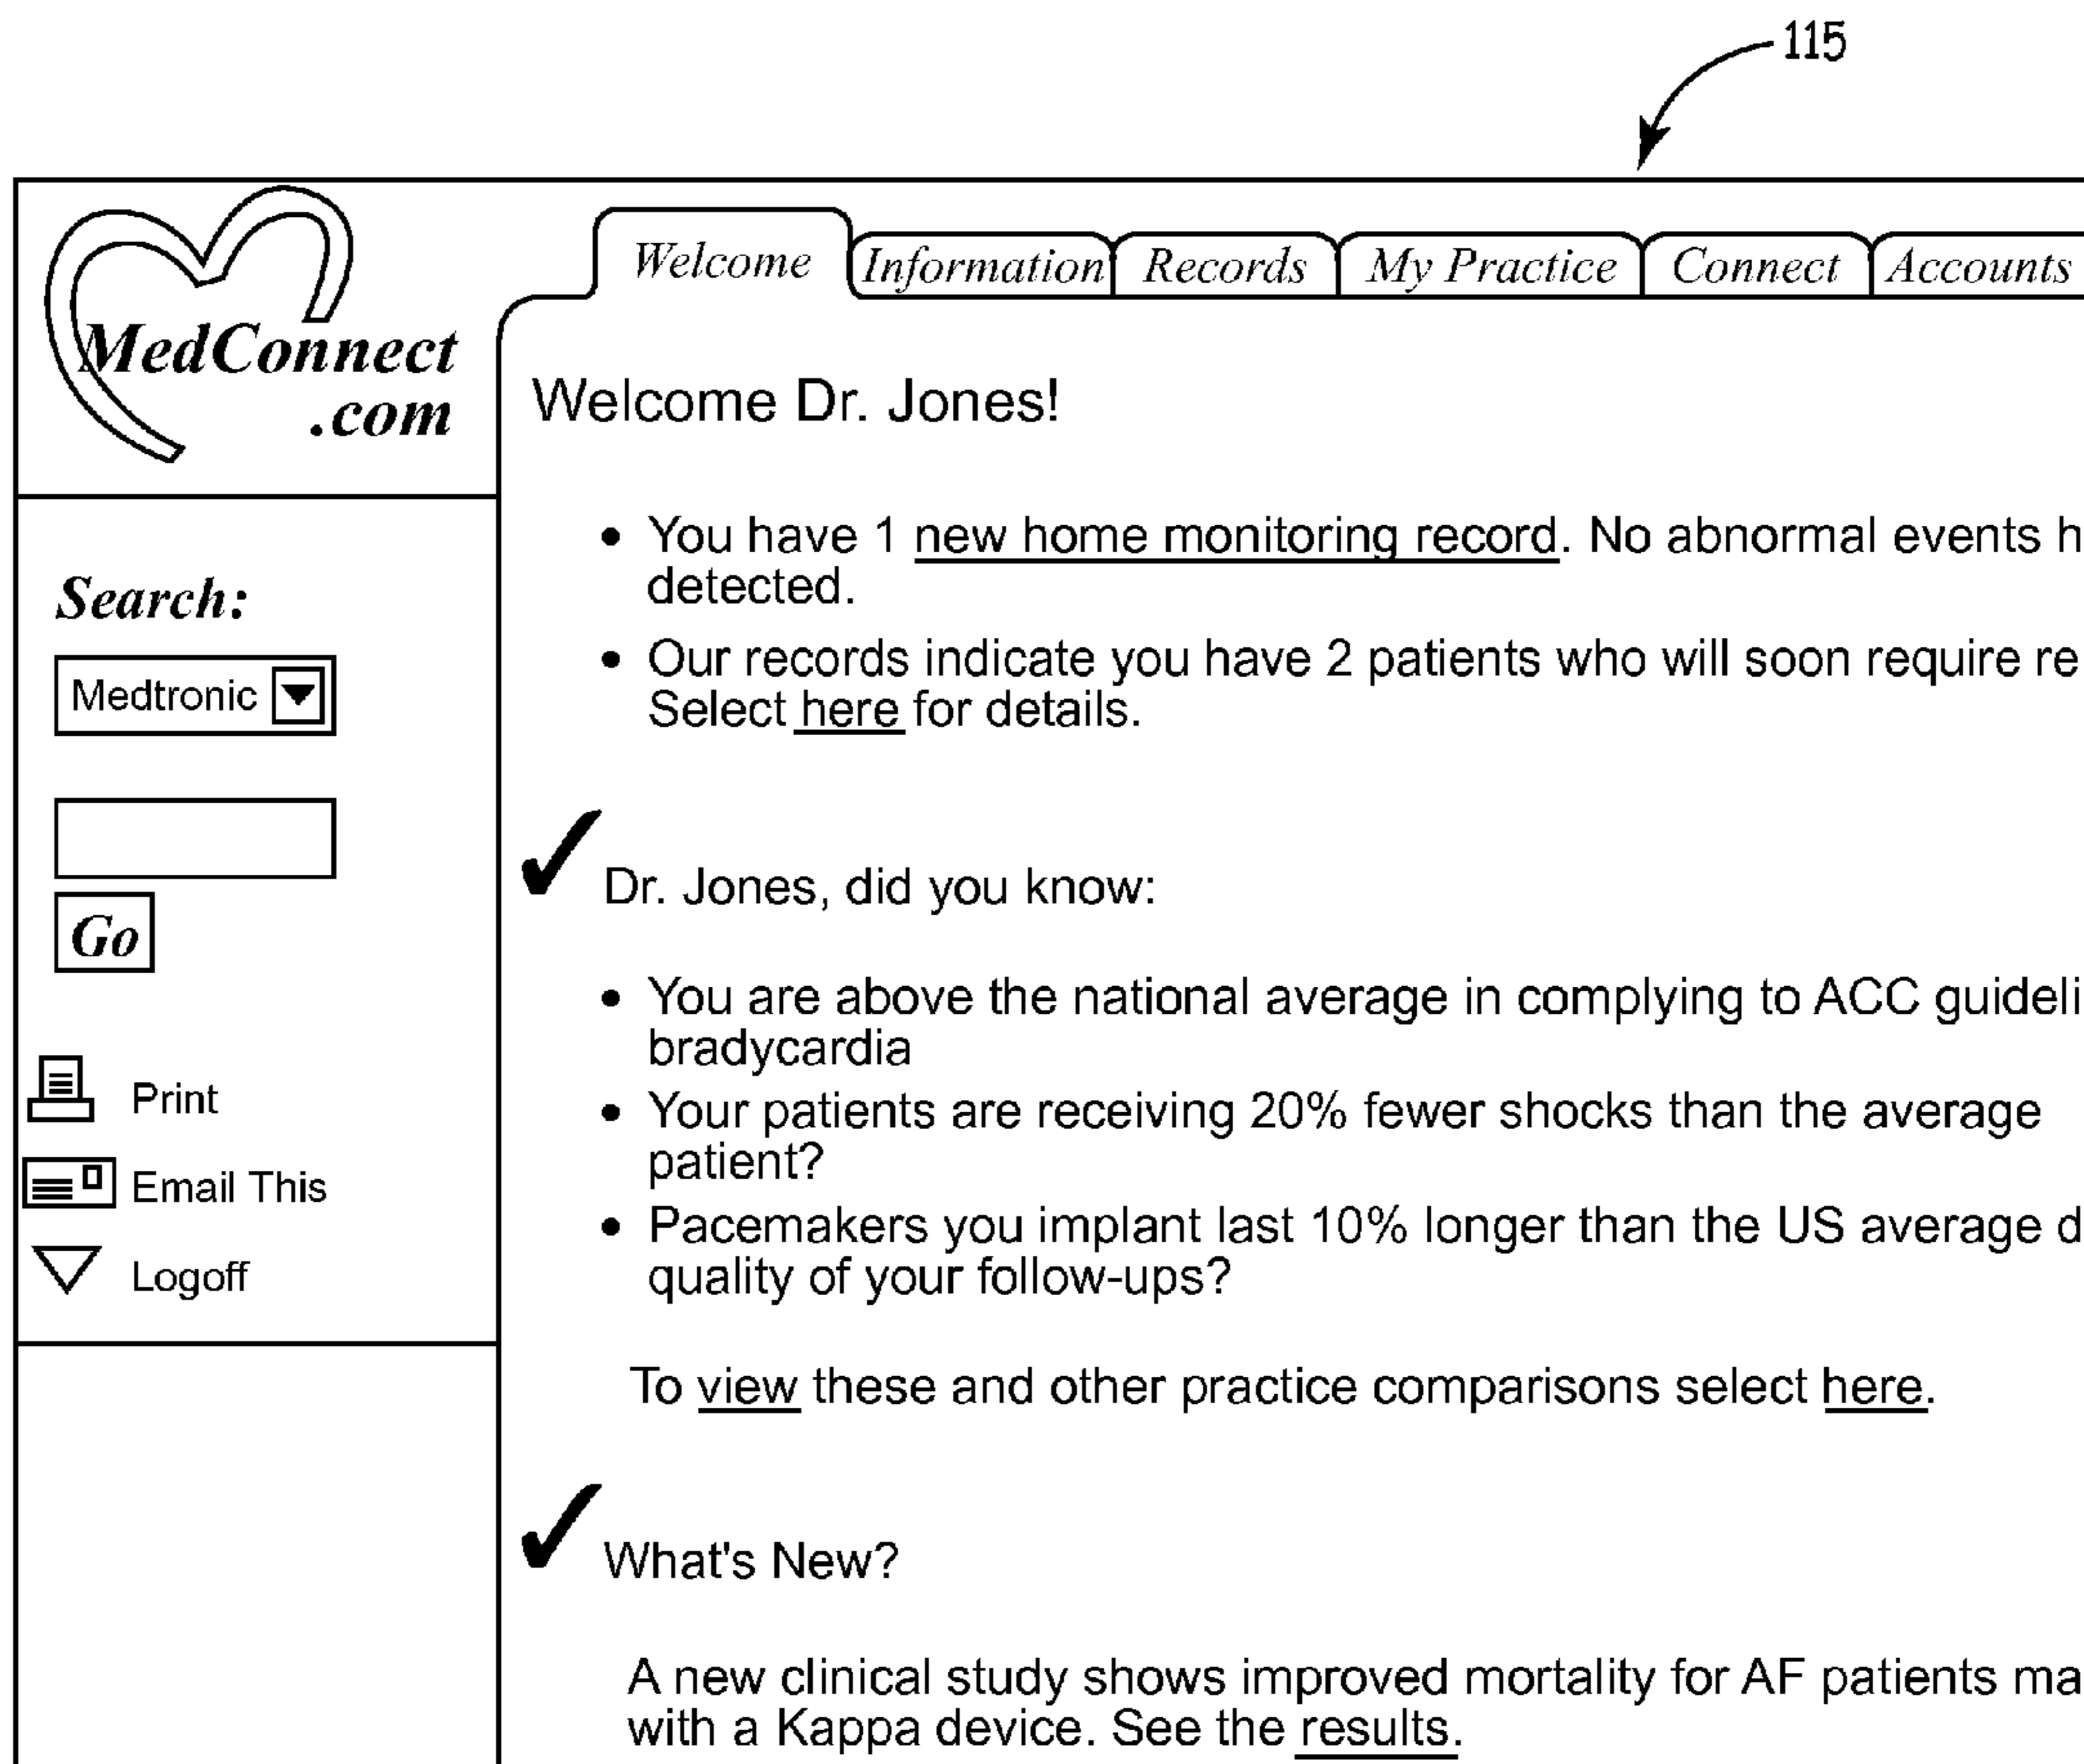 115
MedConnect
.com
Welcome Information Records My Practice Connect Accounts
Welcome Dr. Jones!
• You have 1 new home monitoring record. No abnormal events h
detected.
• Our records indicate you have 2 patients who will soon require re
Select here for details.
Search:
Medtronic
Go
Print
Email This
Logoff
Dr. Jones, did you know:
• You are above the national average in complying to ACC guideli
bradycardia
• Your patients are receiving 20% fewer shocks than the average
patient?
• Pacemakers you implant last 10% longer than the US average d
quality of your follow-ups?
To view these and other practice comparisons select here.
What's New?
A new clinical study shows improved mortality for AF patients ma
with a Kappa device. See the results.